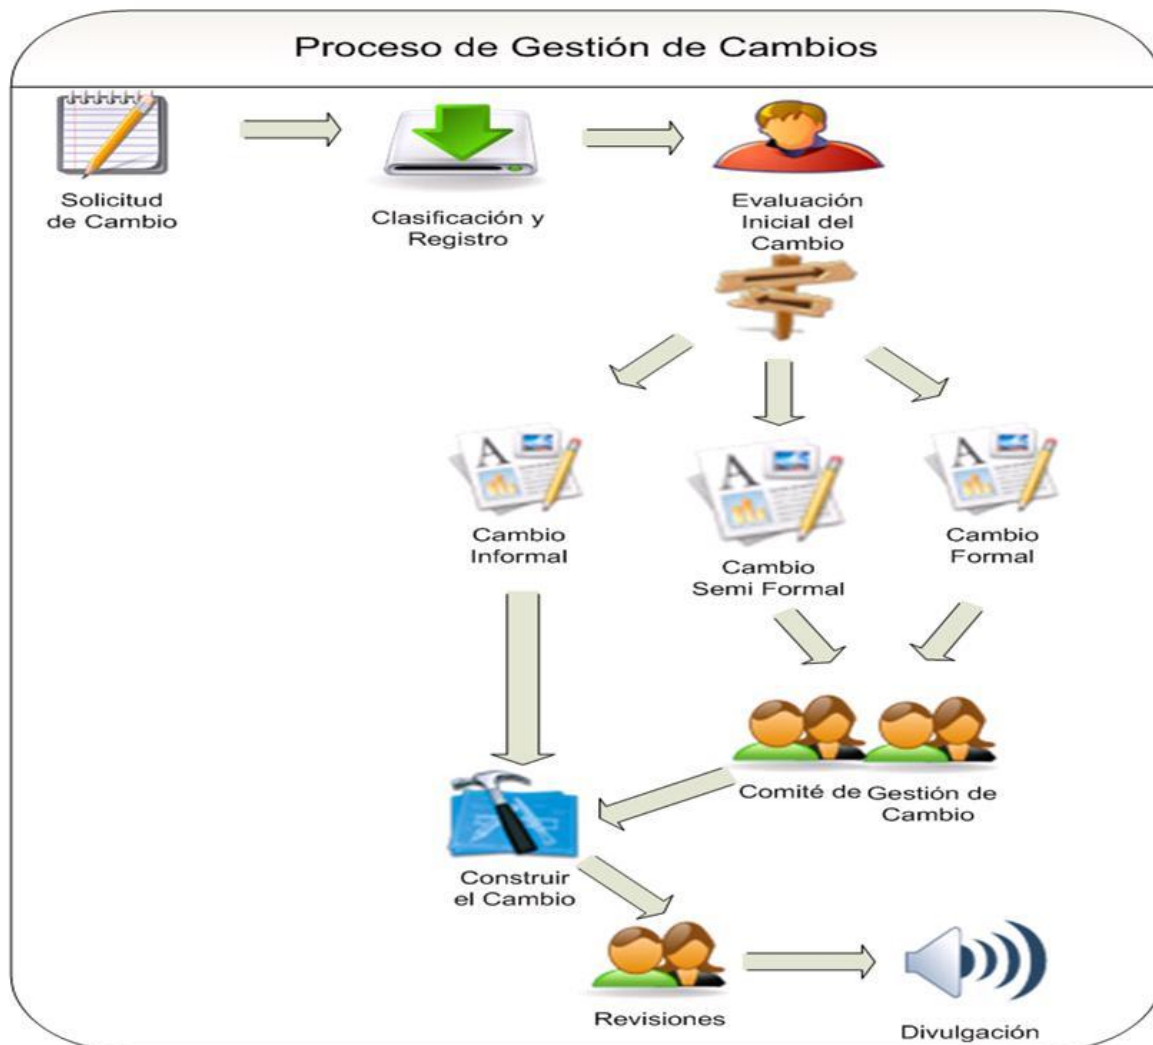 Proceso de Gestión de Cambios
Solicitud
de Cambio
Clasificación y
Registro
Evaluación
Inicial del
Cambio
Cambio
Informal
Cambio
Semi Formal
Cambio
Formal
Comité de Gestión de
Cambio
Construir
el Cambio
Revisiones
Divulgación